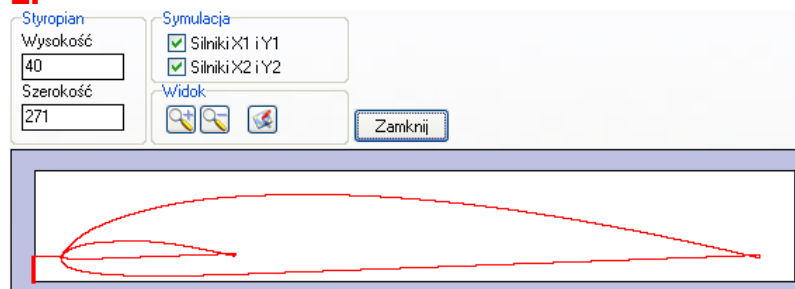 Styropian
Wysokość
40
Szerokość
271
Symulacja
Silniki X1 i Y1
Silniki X2 i Y2
Widok
Zamknij